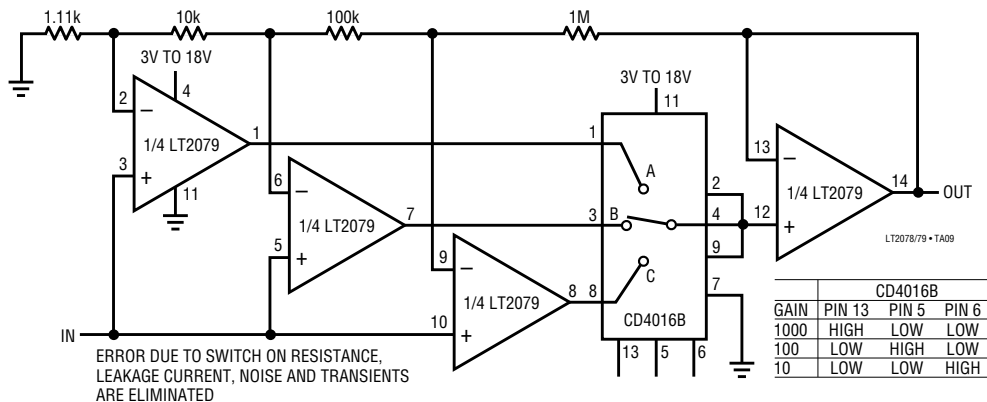 1.11k 10k 100k 1M
3V TO 18V
4
2
−
1/4 LT2079
1
3
+
11
6
−
1/4 LT2079
7
5
+
9
−
1/4 LT2079
8
10
+
IN
3V TO 18V
11
1
A
3
B
8
C
CD4016B
2
4
9
7
13 5 6
13
−
1/4 LT2079
14
OUT
12
+
LT2078/79 • TA09
ERROR DUE TO SWITCH ON RESISTANCE,
LEAKAGE CURRENT, NOISE AND TRANSIENTS
ARE ELIMINATED
CD4016B
GAIN PIN 13 PIN 5 PIN 6
1000 HIGH LOW LOW
100 LOW HIGH LOW
10 LOW LOW HIGH